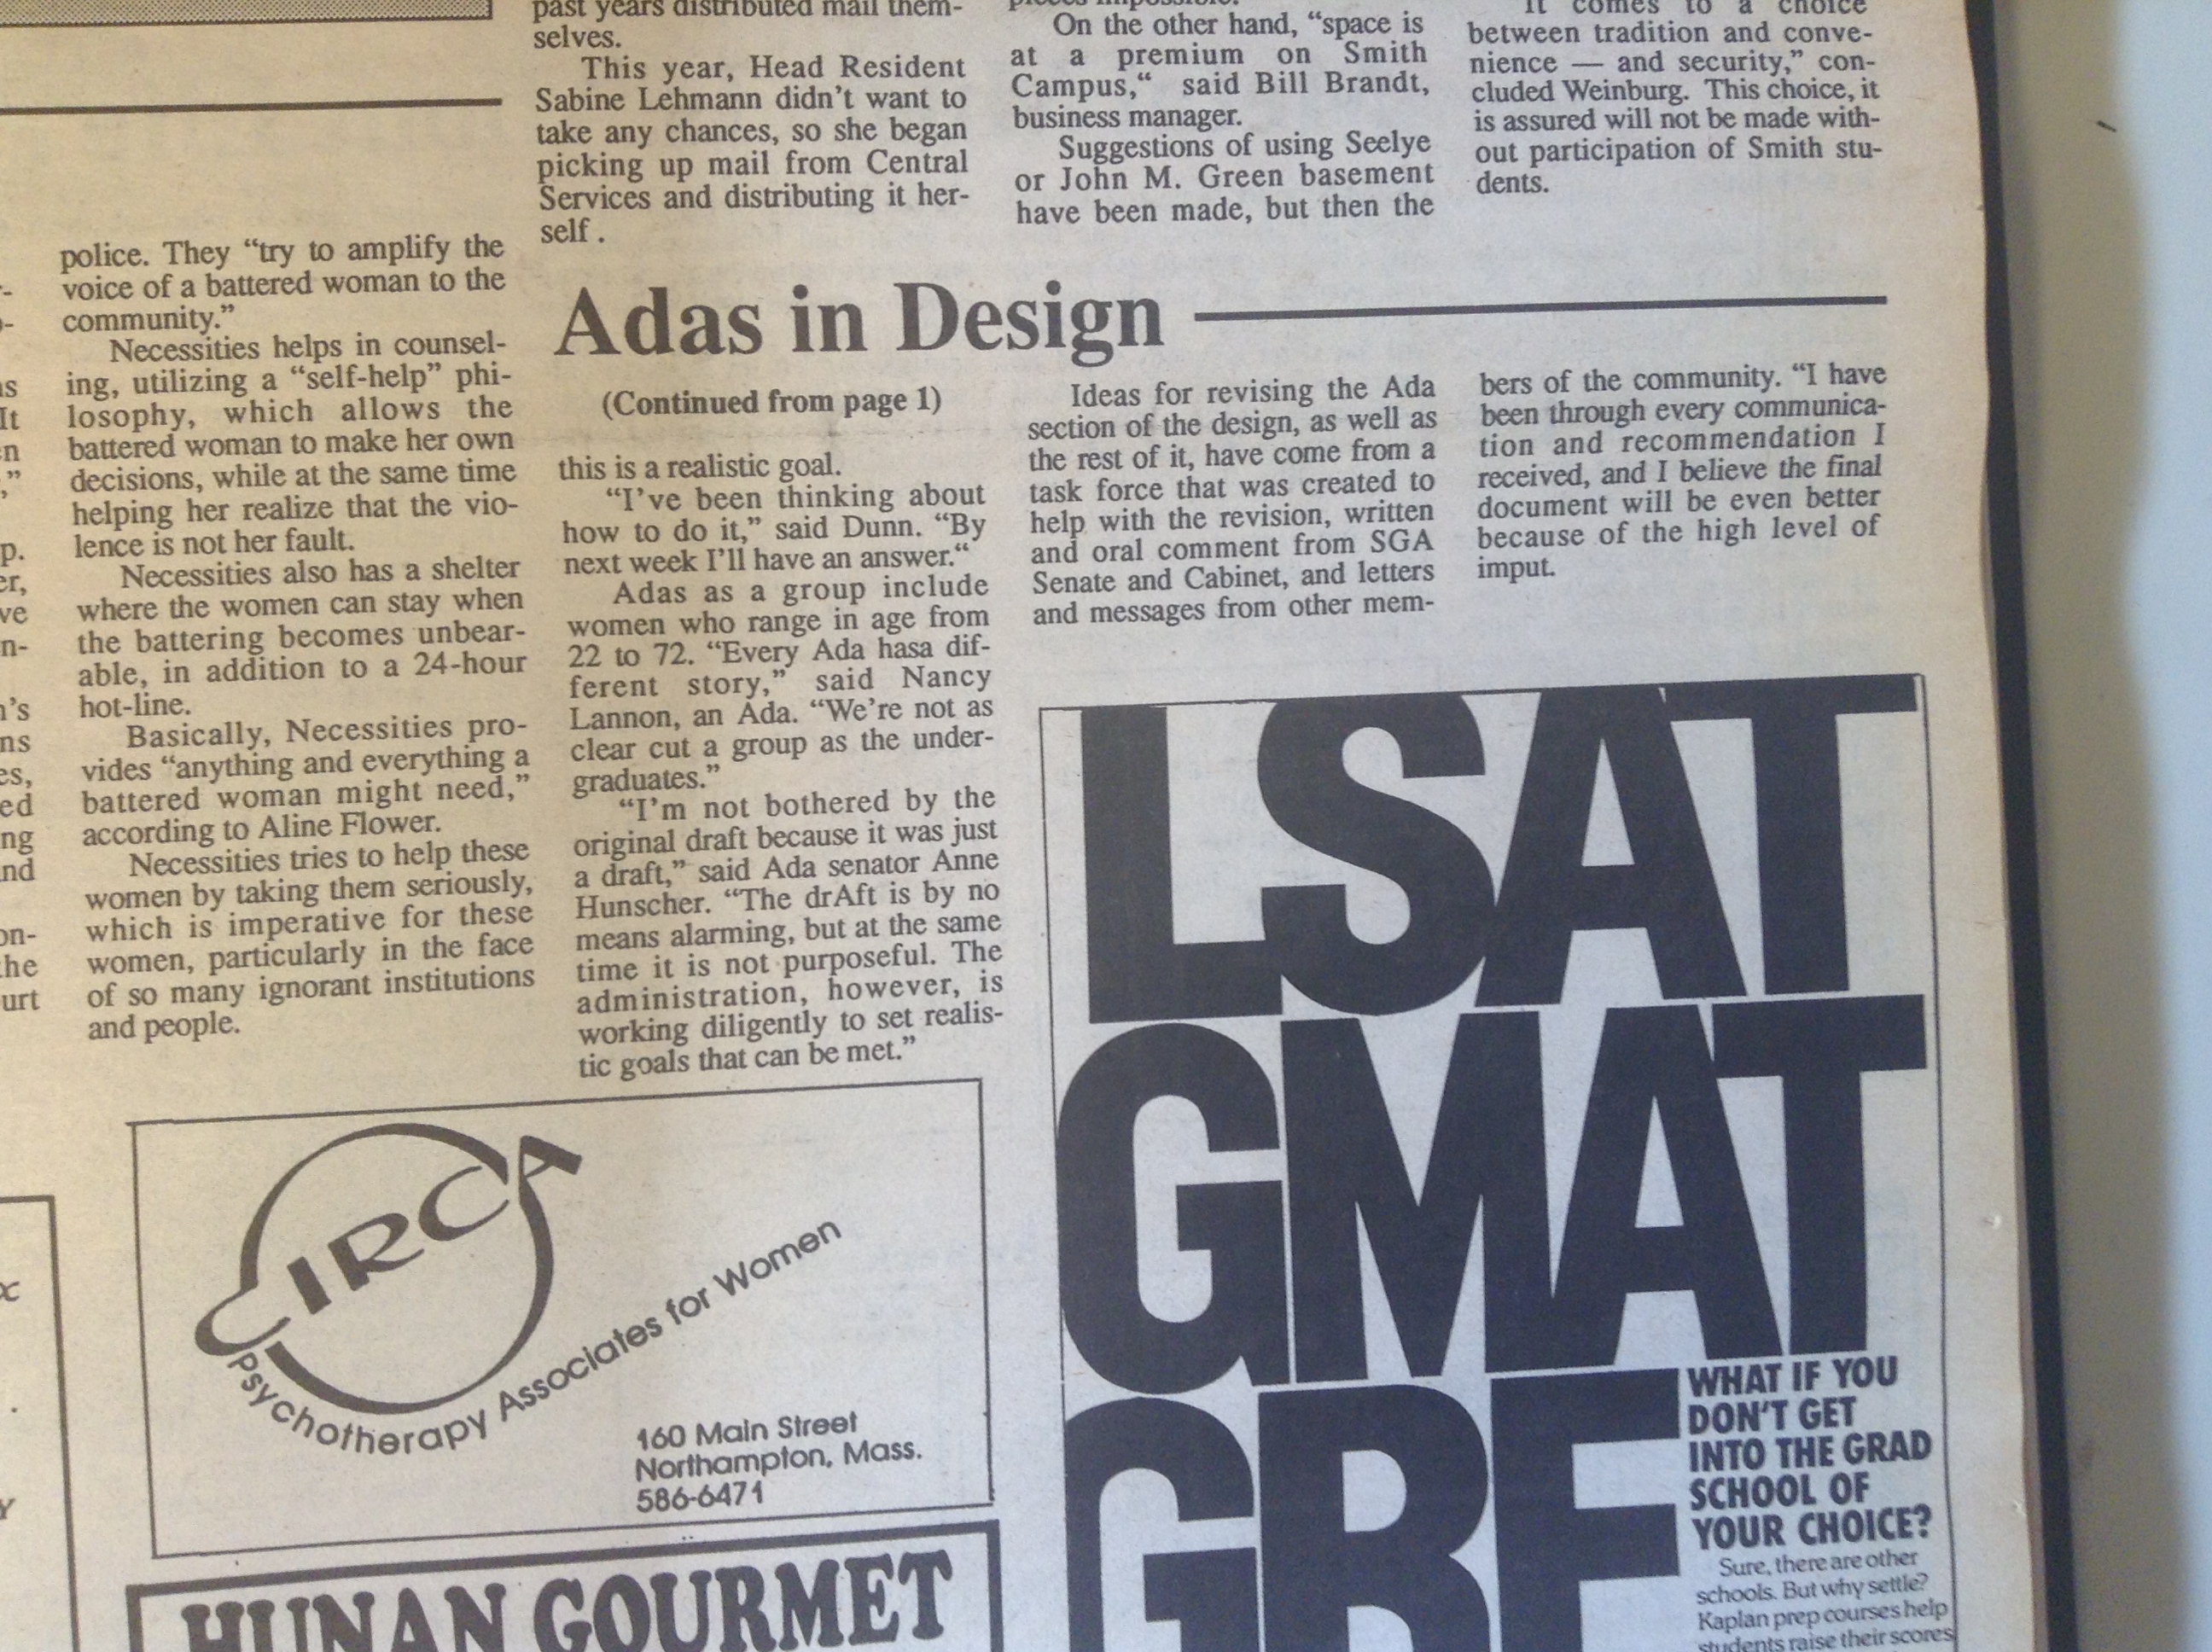 past years distributed mail them-
selves.
This year, Head Resident
Sabine Lehmann didn't want to
take any chances, so she began
picking up mail from Central
Services and distributing it her-
self .
On the other hand, “space is
at a premium on Smith
Campus,“ said Bill Brandt,
business manager.
Suggestions of using Seelye
or John M. Green basement
have been made, but then the
It comes to a choice
between tradition and conve-
nience — and security,” con-
cluded Weinburg. This choice, it
is assured will not be made with-
out participation of Smith stu-
dents.
police. They “try to amplify the
voice of a battered woman to the
community.”
Necessities helps in counsel-
ing, utilizing a “self-help” phi-
losophy, which allows the
battered woman to make her own
decisions, while at the same time
helping her realize that the vio-
lence is not her fault.
Necessities also has a shelter
where the women can stay when
the battering becomes unbear-
able, in addition to a 24-hour
hot-line.
Basically, Necessities pro-
vides “anything and everything a
battered woman might need,”
according to Aline Flower.
Necessities tries to help these
women by taking them seriously,
which is imperative for these
women, particularly in the face
of so many ignorant institutions
and people.
Adas in Design
(Continued from page 1)
this is a realistic goal.
“I've been thinking about
how to do it,” said Dunn. “By
next week I'll have an answer.“
Adas as a group include
women who range in age from
22 to 72. “Every Ada hasa dif-
ferent story,” said Nancy
Lannon, an Ada. “We're not as
clear cut a group as the under-
graduates.”
“I'm not bothered by the
original draft because it was just
a draft,” said Ada senator Anne
Hunscher. “The drAft is by no
means alarming, but at the same
time it is not purposeful. The
administration, however, is
working diligently to set realis-
tic goals that can be met.”
Ideas for revising the Ada
section of the design, as well as
the rest of it, have come from a
task force that was created to
help with the revision, written
and oral comment from SGA
Senate and Cabinet, and letters
and messages from other mem-
bers of the community. “I have
been through every communica-
tion and recommendation I
received, and I believe the final
document will be even better
because of the high level of
imput.
CIRCA
Psychotherapy Associates for Women
160 Main Street
Northampton, Mass.
586-6471
HUNAN GOURMET
LSAT
GMAT
GRE
WHAT IF YOU
DON'T GET
INTO THE GRAD
SCHOOL OF
YOUR CHOICE?
Sure, there are other
schools. But why settle?
Kaplan prep courses help
students raise their scores